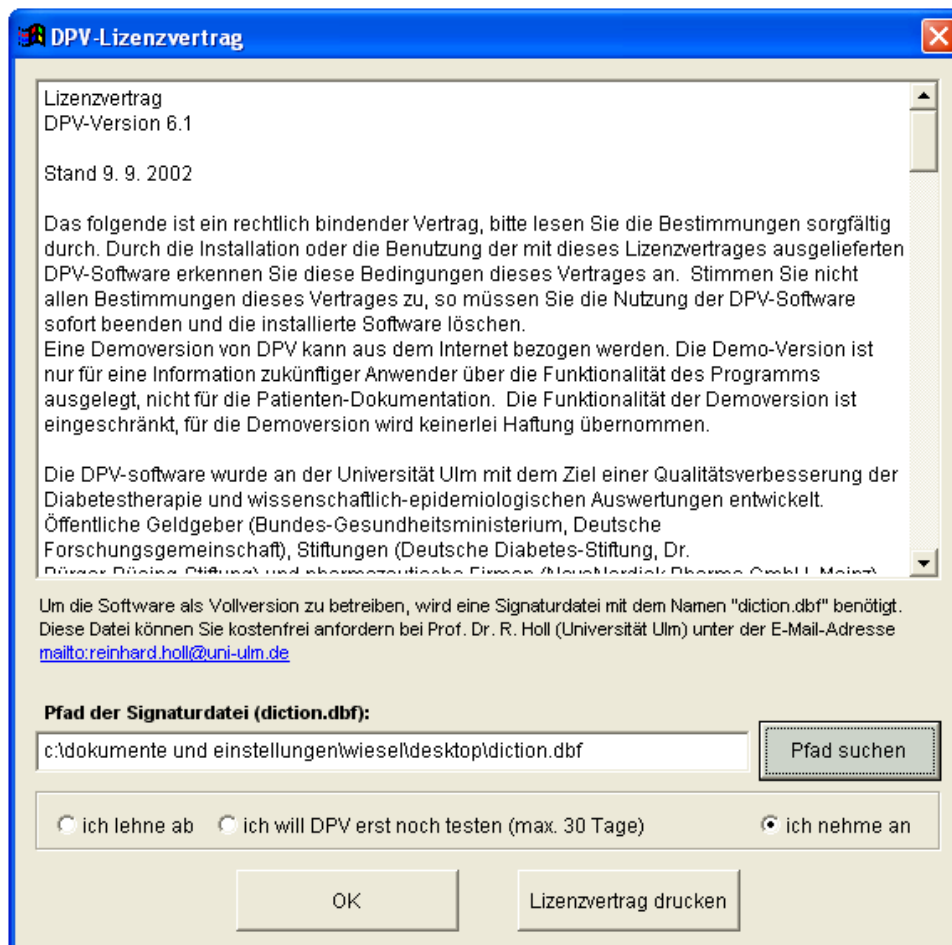 DPV-Lizenzvertrag
Lizenzvertrag
DPV-Version 6.1
Stand 9. 9. 2002
Das folgende ist ein rechtlich bindender Vertrag, bitte lesen Sie die Bestimmungen sorgfältig
durch. Durch die Installation oder die Benutzung der mit dieses Lizenzvertrages ausgelieferten
DPV-Software erkennen Sie diese Bedingungen dieses Vertrages an.  Stimmen Sie nicht
allen Bestimmungen dieses Vertrages zu, so müssen Sie die Nutzung der DPV-Software
sofort beenden und die installierte Software löschen.
Eine Demoversion von DPV kann aus dem Internet bezogen werden. Die Demo-Version ist
nur für eine Information zukünftiger Anwender über die Funktionalität des Programms
ausgelegt, nicht für die Patienten-Dokumentation.  Die Funktionalität der Demoversion ist
eingeschränkt, für die Demoversion wird keinerlei Haftung übernommen.
Die DPV-software wurde an der Universität Ulm mit dem Ziel einer Qualitätsverbesserung der
Diabetestherapie und wissenschaftlich-epidemiologischen Auswertungen entwickelt.
Öffentliche Geldgeber (Bundes-Gesundheitsministerium, Deutsche
Forschungsgemeinschaft), Stiftungen (Deutsche Diabetes-Stiftung, Dr.
und pharmazeutische Firmen
Um die Software als Vollversion zu betreiben, wird eine Signaturdatei mit dem Namen "diction.dbf" benötigt.
Diese Datei können Sie kostenfrei anfordern bei Prof. Dr. R. Holl (Universität Ulm) unter der E-Mail-Adresse
mailto:reinhard.holl@uni-ulm.de
Pfad der Signaturdatei (diction.dbf):
c:\dokumente und einstellungen\wiesel\desktop\diction.dbf
Pfad suchen
ich lehne ab
ich will DPV erst noch testen (max. 30 Tage)
ich nehme an
OK
Lizenzvertrag drucken